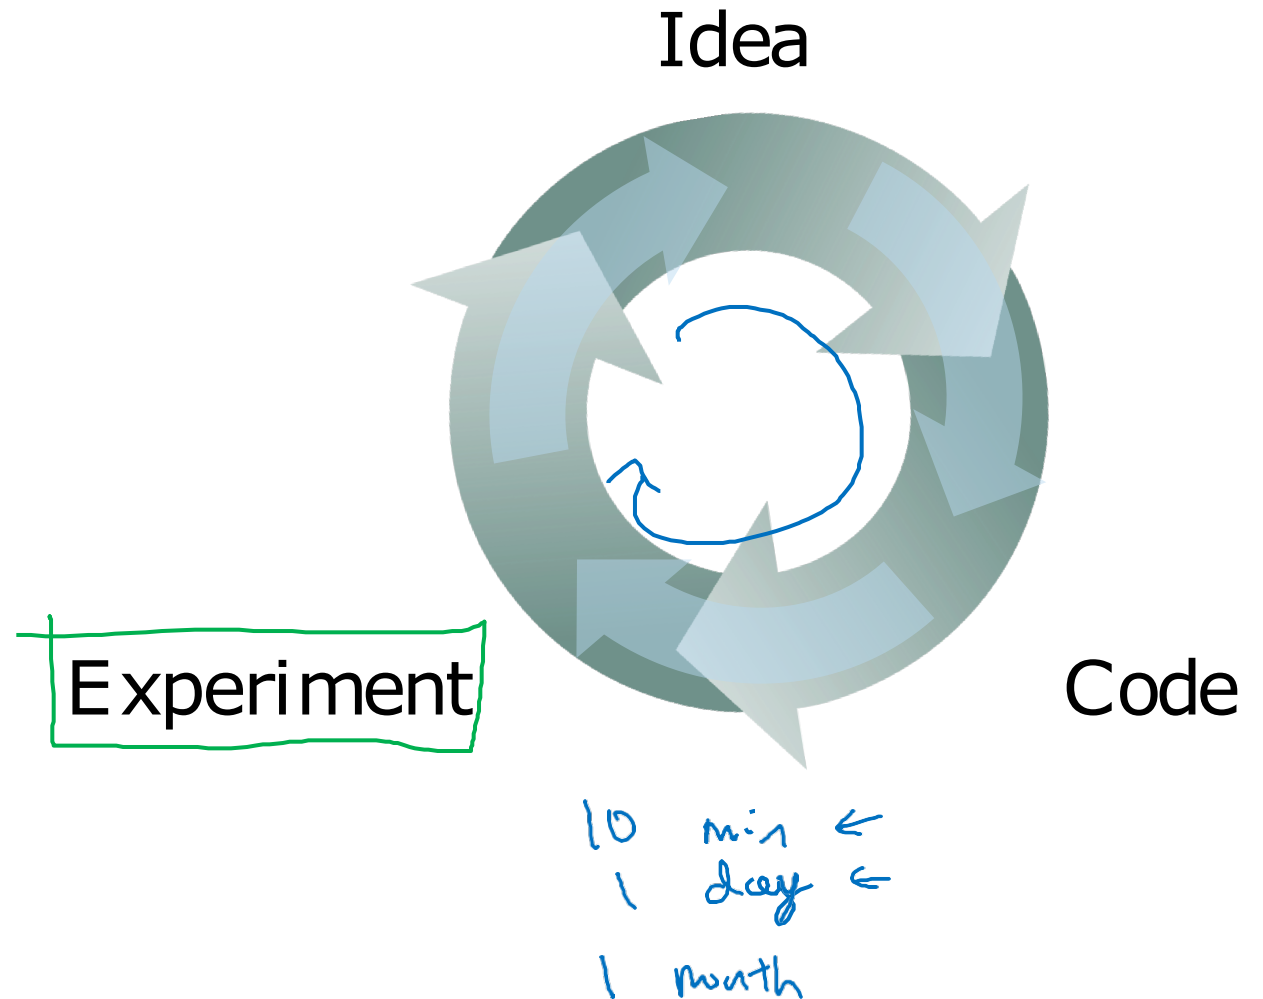 Idea
Experiment
Code
10 min ←
1 day ←
1 month